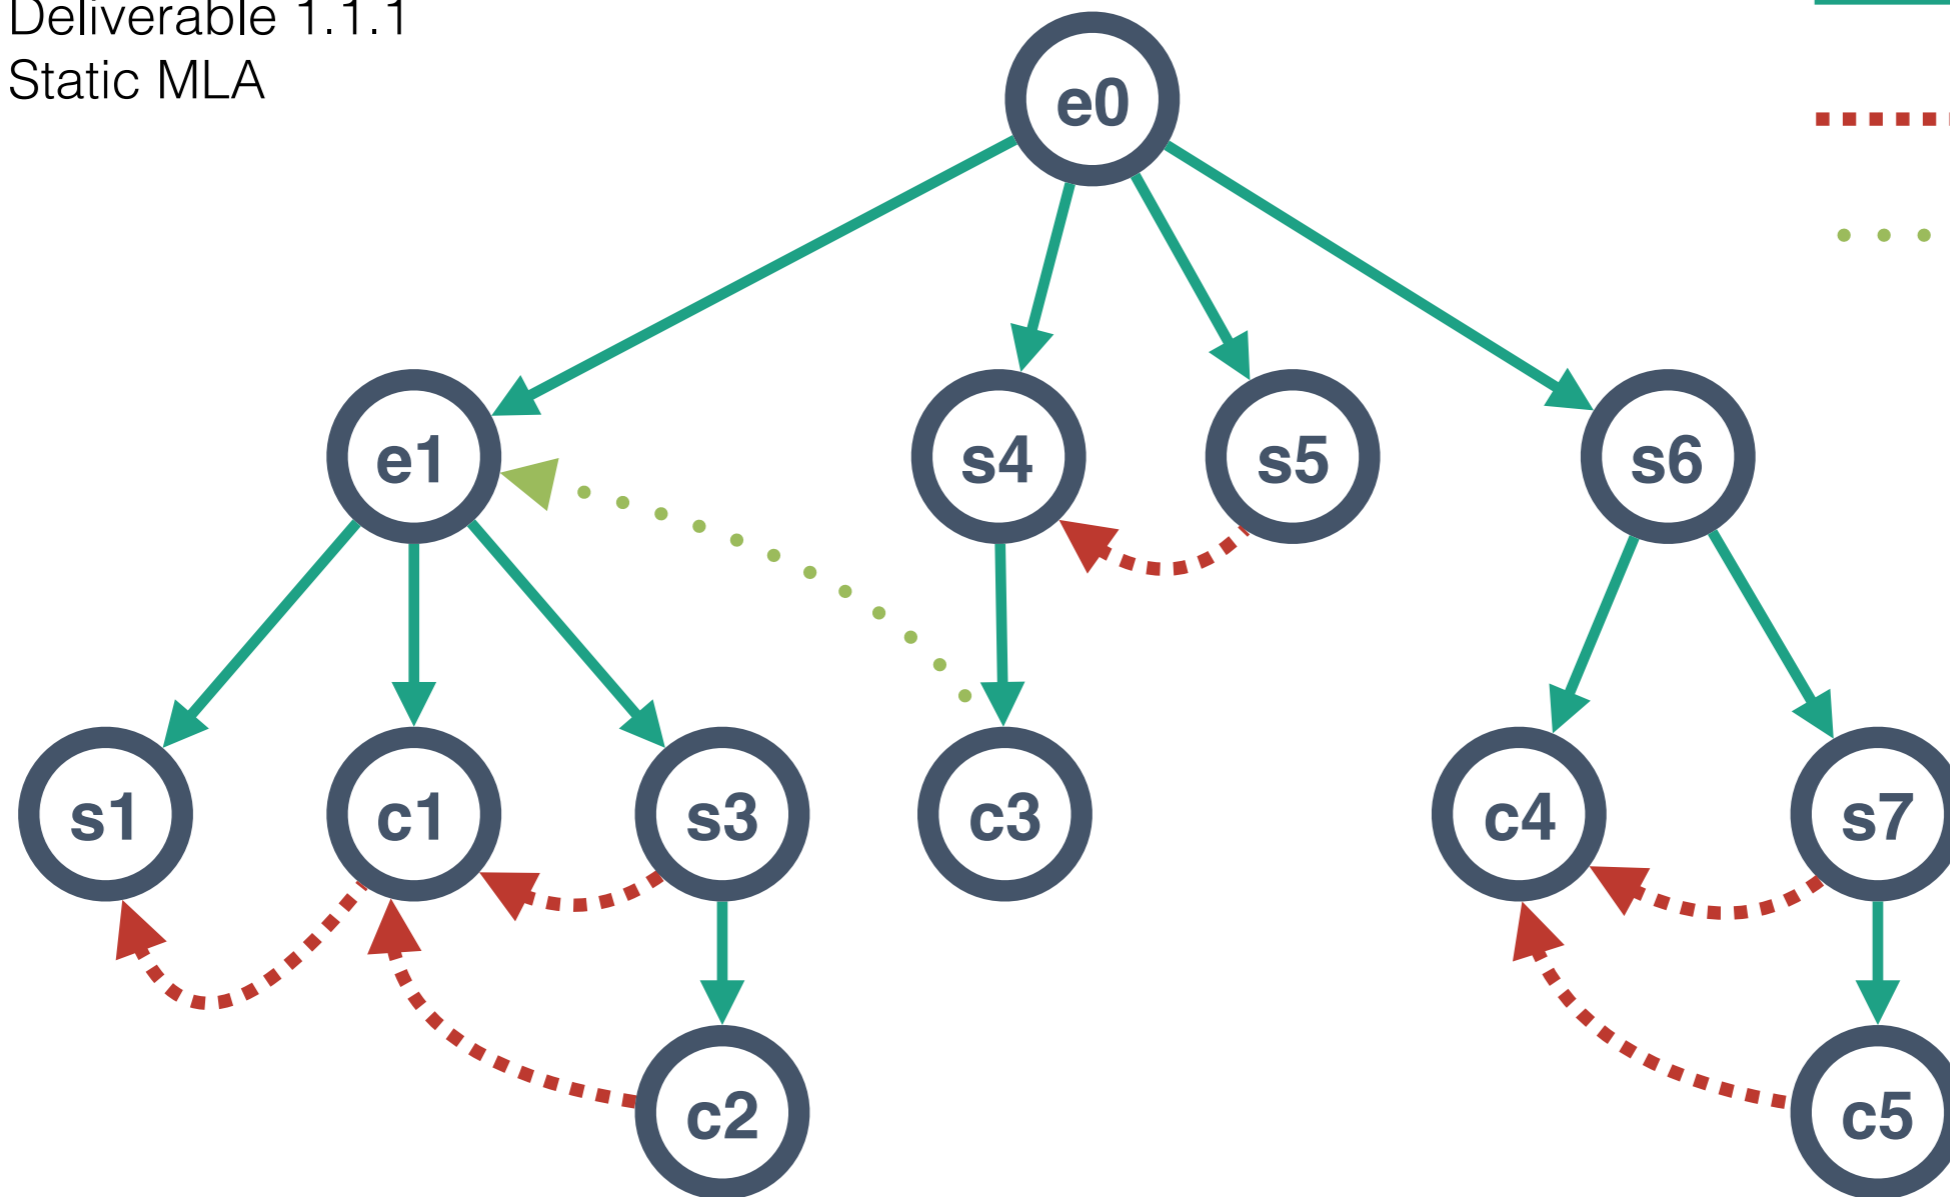 Deliverable 1.1.1
Static MLA
e0
e1
s4
s5
s6
s1
c1
s3
c3
c4
s7
c2
c5